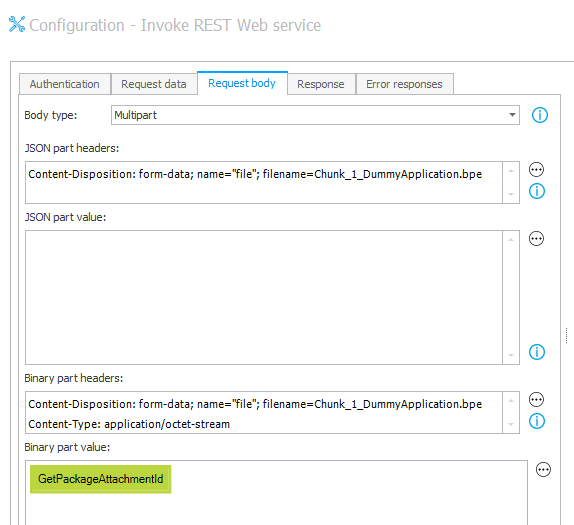 Configuration - Invoke REST Web service
Authentication Request data Request body Response Error responses
Body type: Multipart
JSON part headers:
Content-Disposition: form-data; name="file"; filename=Chunk_1_DummyApplication.bpe
JSON part value:
Binary part headers:
Content-Disposition: form-data; name="file"; filename=Chunk_1_DummyApplication.bpe
Content-Type: application/octet-stream
Binary part value:
GetPackageAttachmentId